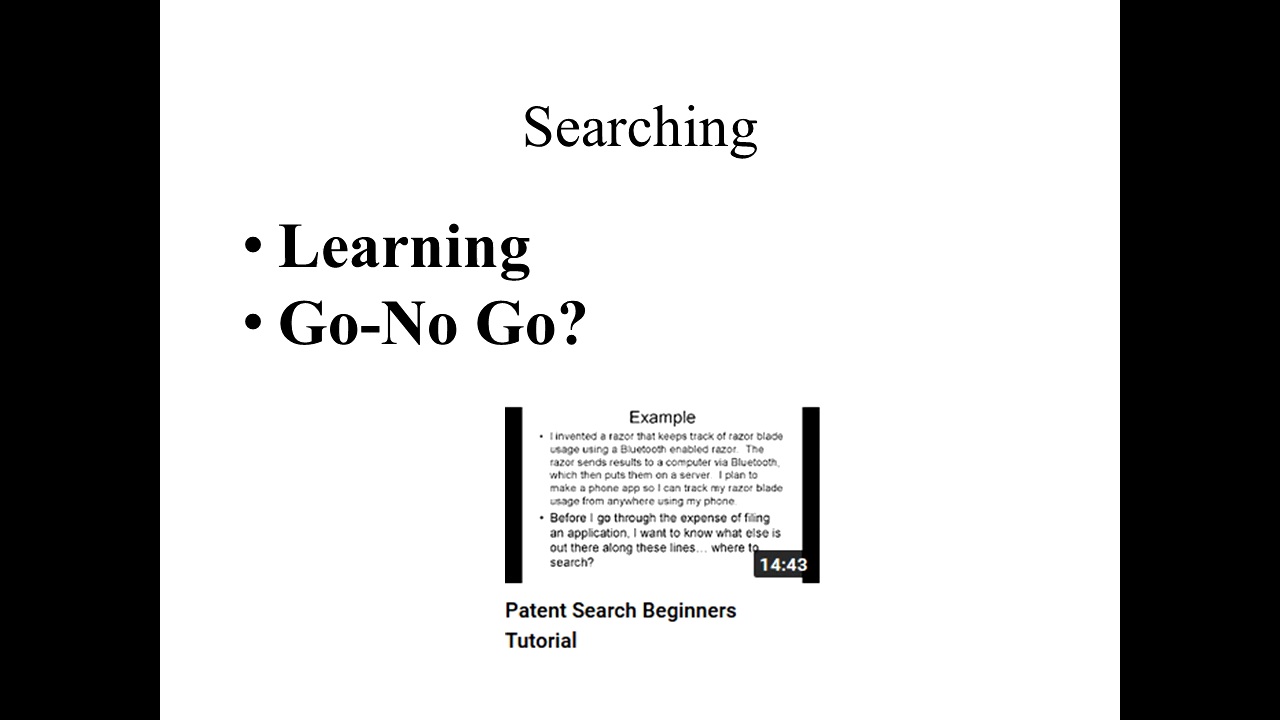 Searching
• Learning
• Go-No Go?
Example
• I invented a razor that keeps track of razor blade
usage using a Bluetooth enabled razor. The
razor sends results to a computer via Bluetooth,
which then puts them on a server. I plan to
make a phone app so I can track my razor blade
usage from anywhere using my phone.
• Before I go through the expense of filing
an application, I want to know what else is
out there along these lines... where to
search?
14:43
Patent Search Beginners
Tutorial